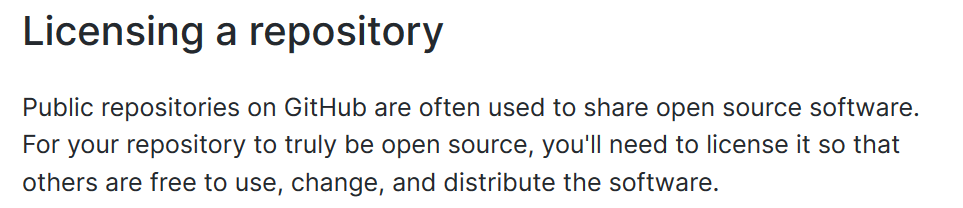 Licensing a repository
Public repositories on GitHub are often used to share open source software.
For your repository to truly be open source, you'll need to license it so that
others are free to use, change, and distribute the software.